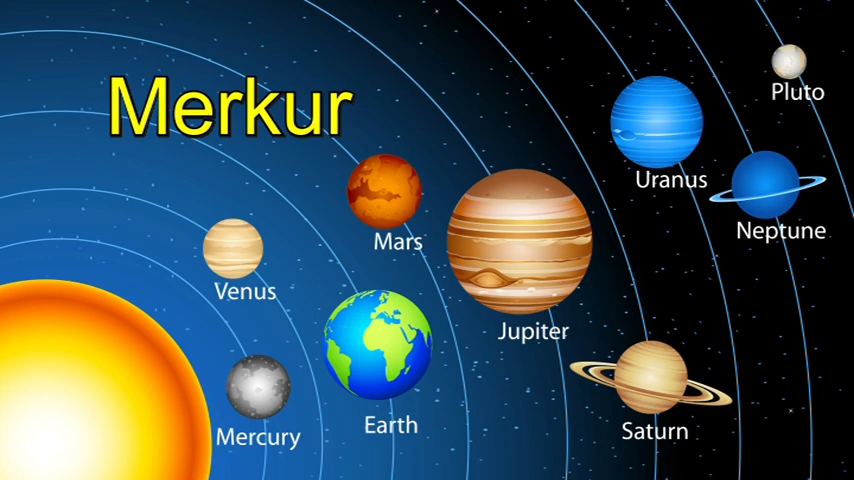 Merkur
Pluto
Uranus
Neptune
Mars
Venus
Jupiter
Earth
Saturn
Mercury